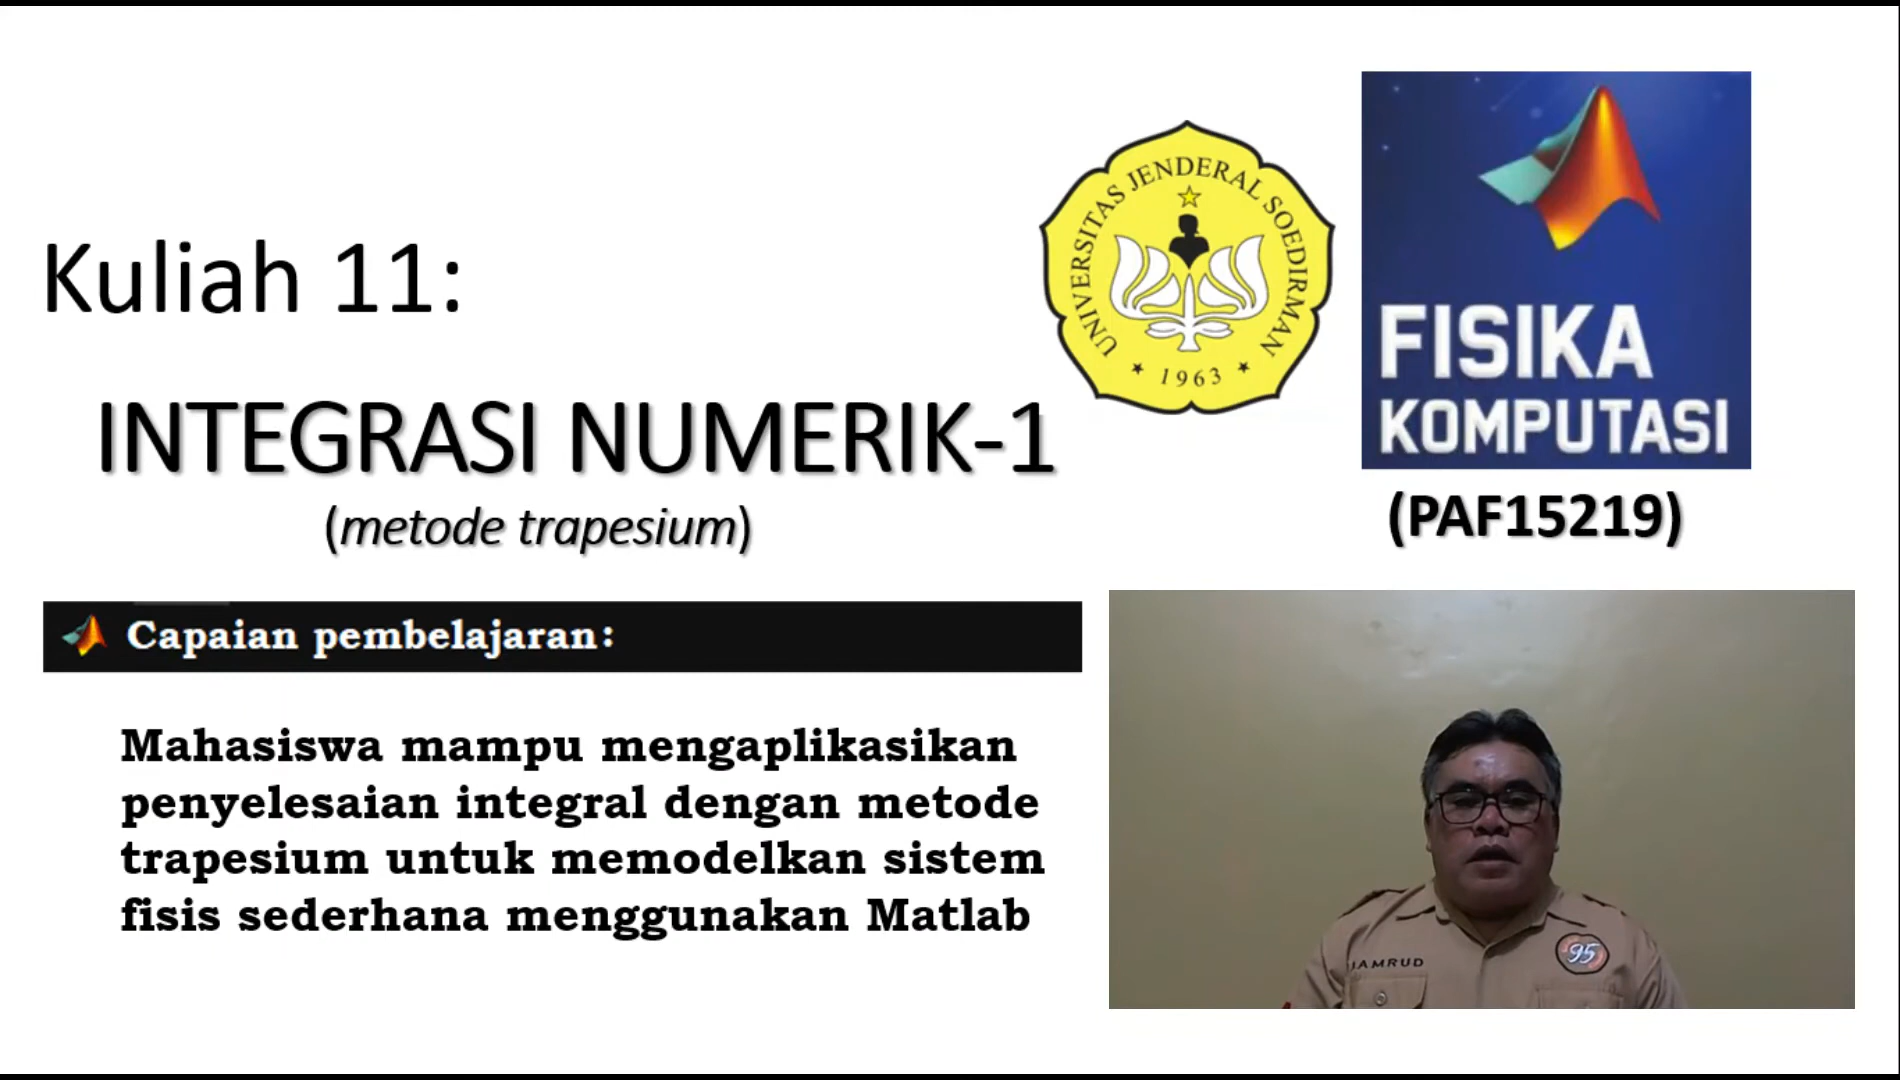 Kuliah 11:
INTEGRASI NUMERIK-1
(metode trapesium)
UNIVERSITAS JENDERAL SOEDIRMAN
1963
FISIKA
KOMPUTASI
(PAF15219)
Capaian pembelajaran:
Mahasiswa mampu mengaplikasikan
penyelesaian integral dengan metode
trapesium untuk memodelkan sistem
fisis sederhana menggunakan Matlab
JAMRUD
95